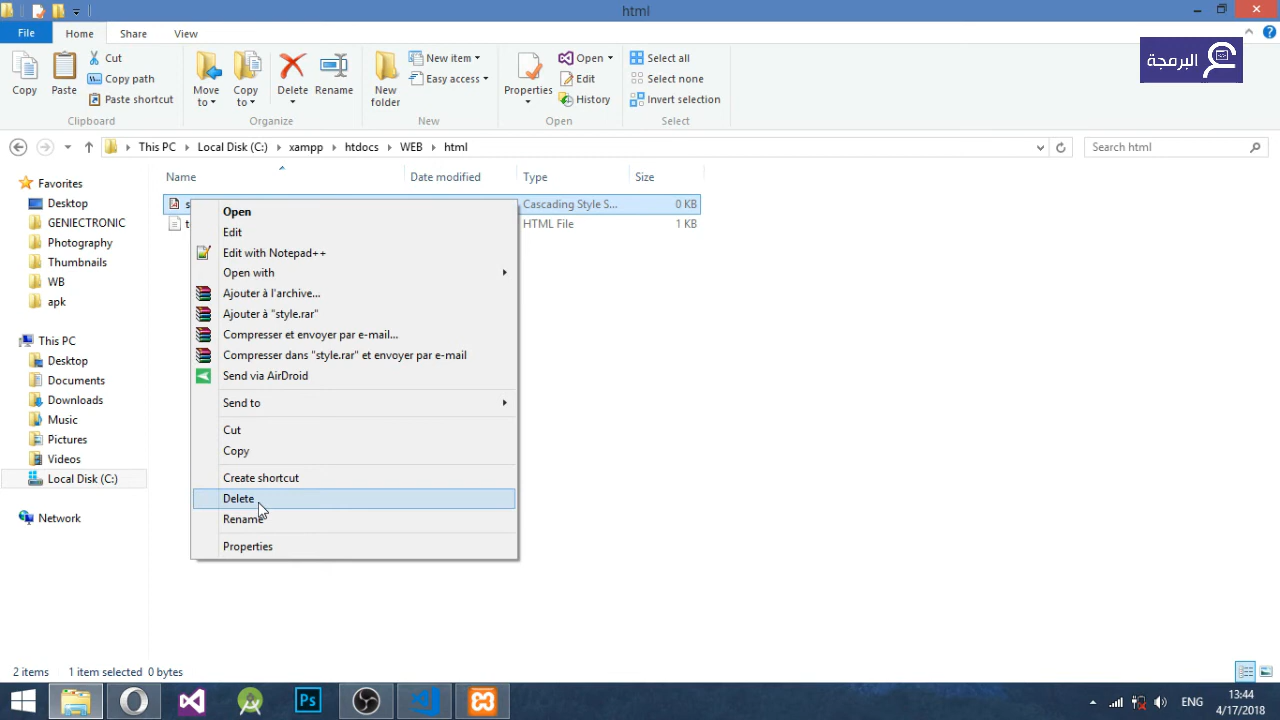 html
File
Home
Share
View
Copy
Paste
Cut
Copy path
Paste shortcut
Clipboard
Move to
Copy to
Delete
Rename
Organize
New folder
New item
Easy access
New
Properties
Open
Edit
History
Open
Select all
Select none
Invert selection
Select
البرمجة
This PC
Local Disk (C:)
xampp
htdocs
WEB
html
Search html
Name
Date modified
Type
Size
Favorites
Desktop
GENIECTRONIC
Photography
Thumbnails
WB
apk
This PC
Desktop
Documents
Downloads
Music
Pictures
Videos
Local Disk (C:)
Network
s
Cascading Style S...
0 KB
t
HTML File
1 KB
Open
Edit
Edit with Notepad++
Open with
Ajouter à l'archive...
Ajouter à "style.rar"
Compresser et envoyer par e-mail...
Compresser dans "style.rar" et envoyer par e-mail
Send via AirDroid
Send to
Cut
Copy
Create shortcut
Delete
Rename
Properties
2 items
1 item selected 0 bytes
Ps
ENG
13:44
4/17/2018